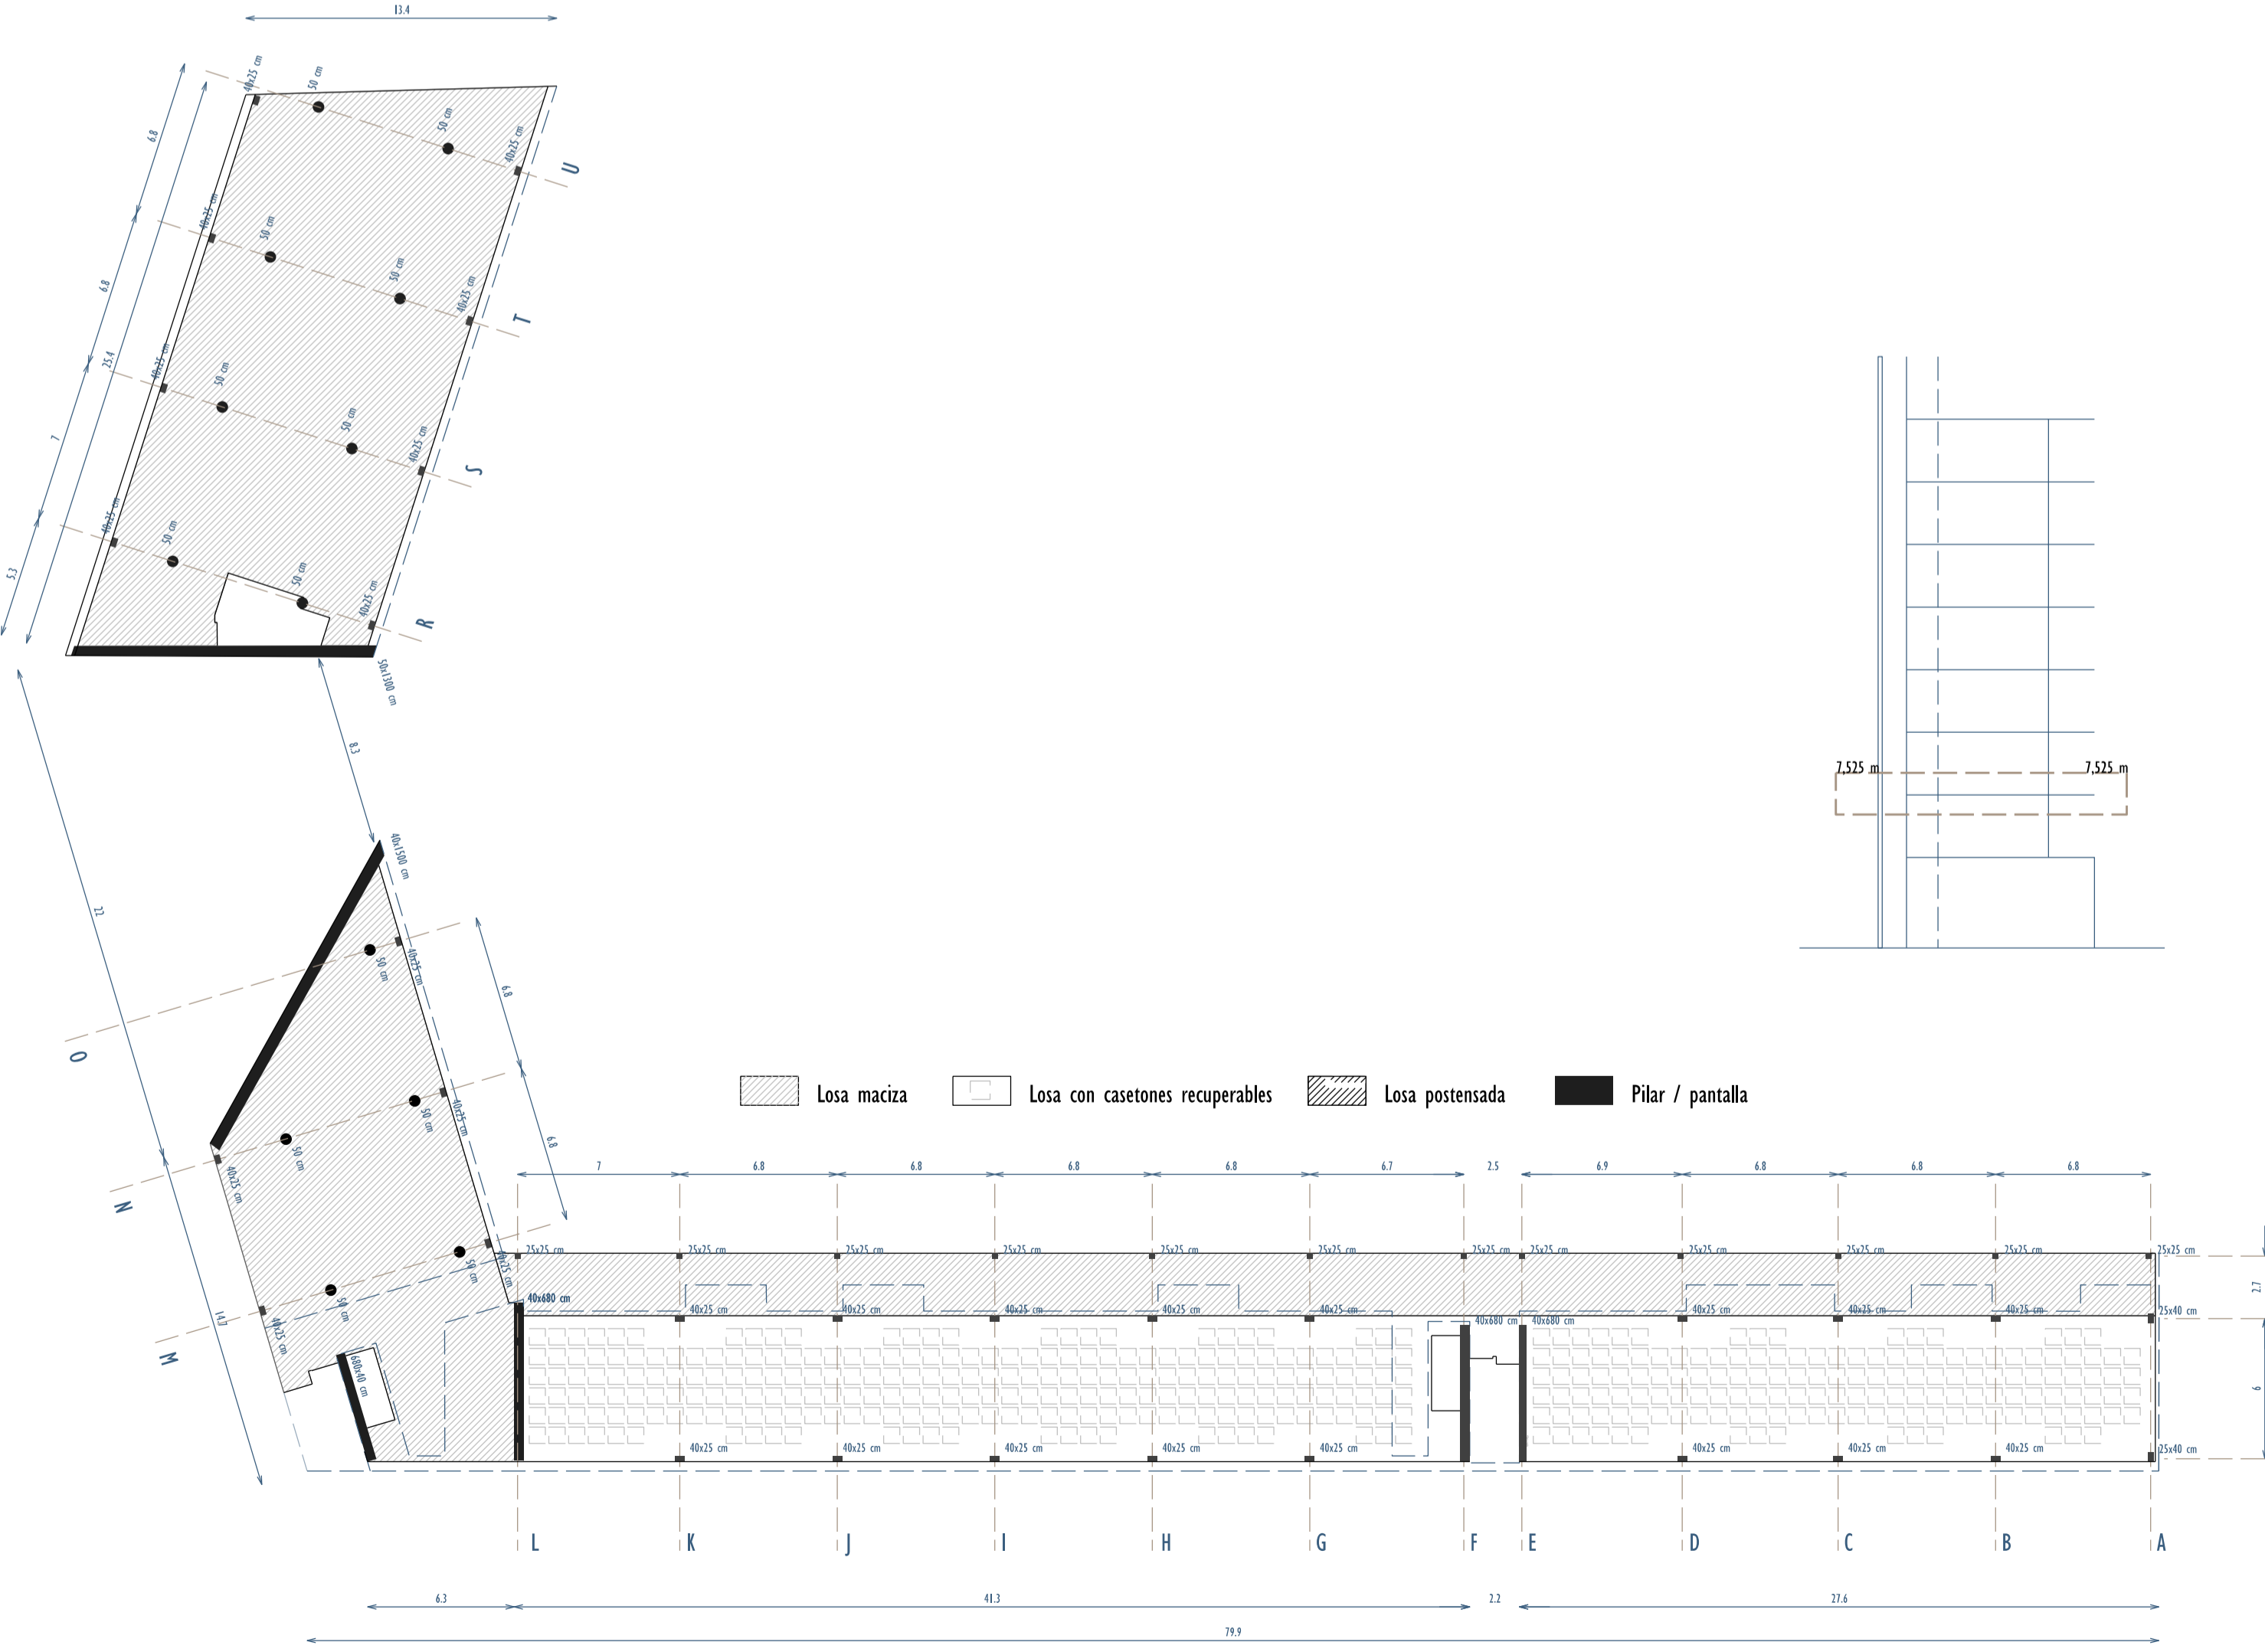 13.4
40x25 cm
50 cm
50 cm
40x25 cm
U
6.8
40x25 cm
50 cm
50 cm
40x25 cm
T
6.8
25.4
40x25 cm
50 cm
50 cm
40x25 cm
S
7
40x25 cm
50 cm
50 cm
40x25 cm
R
5.3
50x1300 cm
8.3
7,525 m
7,525 m
40x1500 cm
22
50 cm
40x25 cm
6.8
O
Losa maciza
Losa con casetones recuperables
Losa postensada
Pilar / pantalla
50 cm
40x25 cm
6.8
50 cm
40x25 cm
N
7
6.8
6.8
6.8
6.8
6.7
2.5
6.9
6.8
6.8
6.8
50 cm
40x25 cm
50 cm
40x25 cm
14.7
M
680x40 cm
25x25 cm
25x25 cm
25x25 cm
25x25 cm
25x25 cm
25x25 cm
25x25 cm
25x25 cm
25x25 cm
25x25 cm
25x25 cm
25x25 cm
2.7
40x680 cm
40x25 cm
40x25 cm
40x25 cm
40x25 cm
40x25 cm
40x680 cm
40x680 cm
40x25 cm
40x25 cm
40x25 cm
25x40 cm
6
40x25 cm
40x25 cm
40x25 cm
40x25 cm
40x25 cm
40x25 cm
40x25 cm
40x25 cm
25x40 cm
L
K
J
I
H
G
F
E
D
C
B
A
6.3
41.3
2.2
27.6
79.9